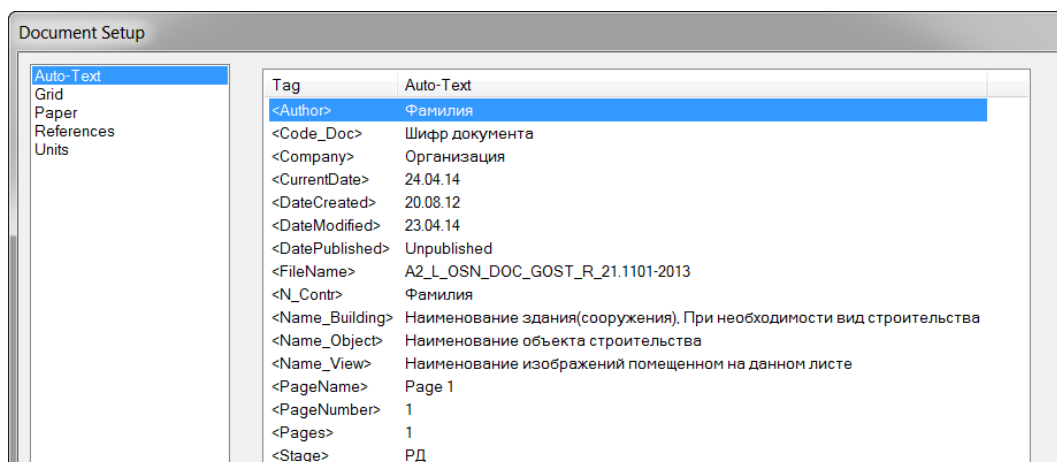 Document Setup
Auto-Text
Grid
Paper
References
Units
Tag Auto-Text
<Author> Фамилия
<Code_Doc> Шифр документа
<Company> Организация
<CurrentDate> 24.04.14
<DateCreated> 20.08.12
<DateModified> 23.04.14
<DatePublished> Unpublished
<FileName> A2_L_OSN_DOC_GOST_R_21.1101-2013
<N_Contr> Фамилия
<Name_Building> Наименование здания(сооружения), При необходимости вид строительства
<Name_Object> Наименование объекта строительства
<Name_View> Наименование изображений помещенном на данном листе
<PageName> Page 1
<PageNumber> 1
<Pages> 1
<Stage> РД